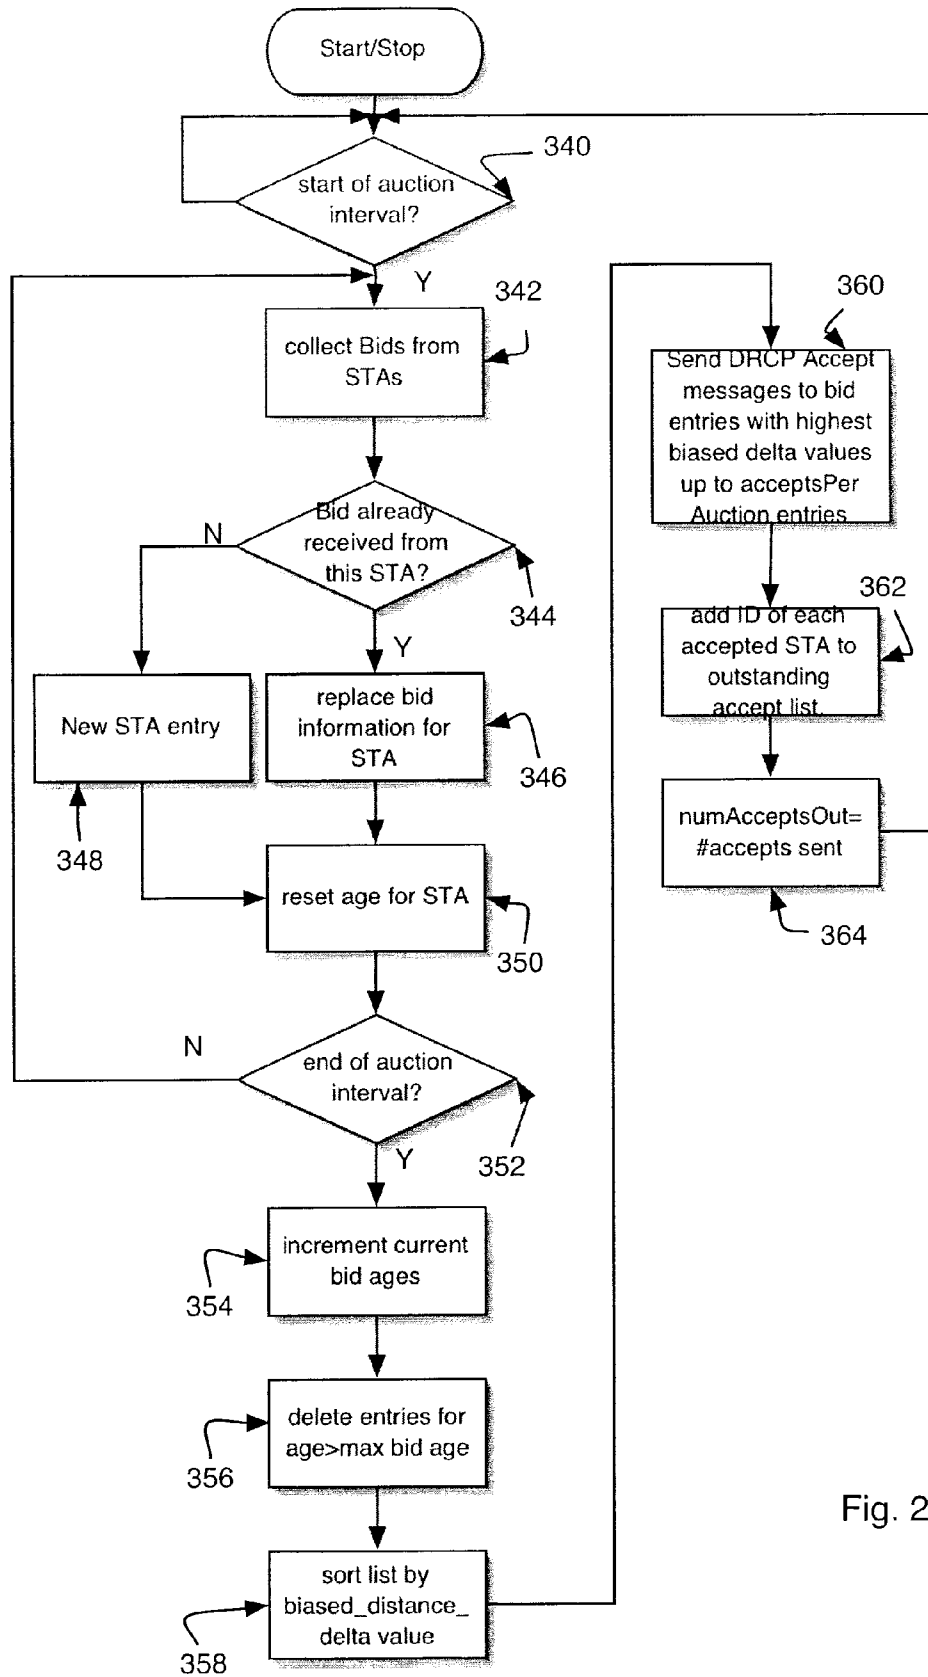 Start/Stop
start of auction
interval?
340
Y
342
collect Bids from
STAs
Bid already
received from
this STA?
N
344
Y
New STA entry
348
replace bid
information for
STA
346
reset age for STA
350
end of auction
interval?
N
352
Y
increment current
bid ages
354
delete entries for
age>max bid age
356
sort list by
biased_distance_
delta value
358
360
Send DRCP Accept
messages to bid
entries with highest
biased delta values
up to acceptsPer
Auction entries
362
add ID of each
accepted STA to
outstanding
accept list.
numAcceptsOut=
#accepts sent
364
Fig. 2